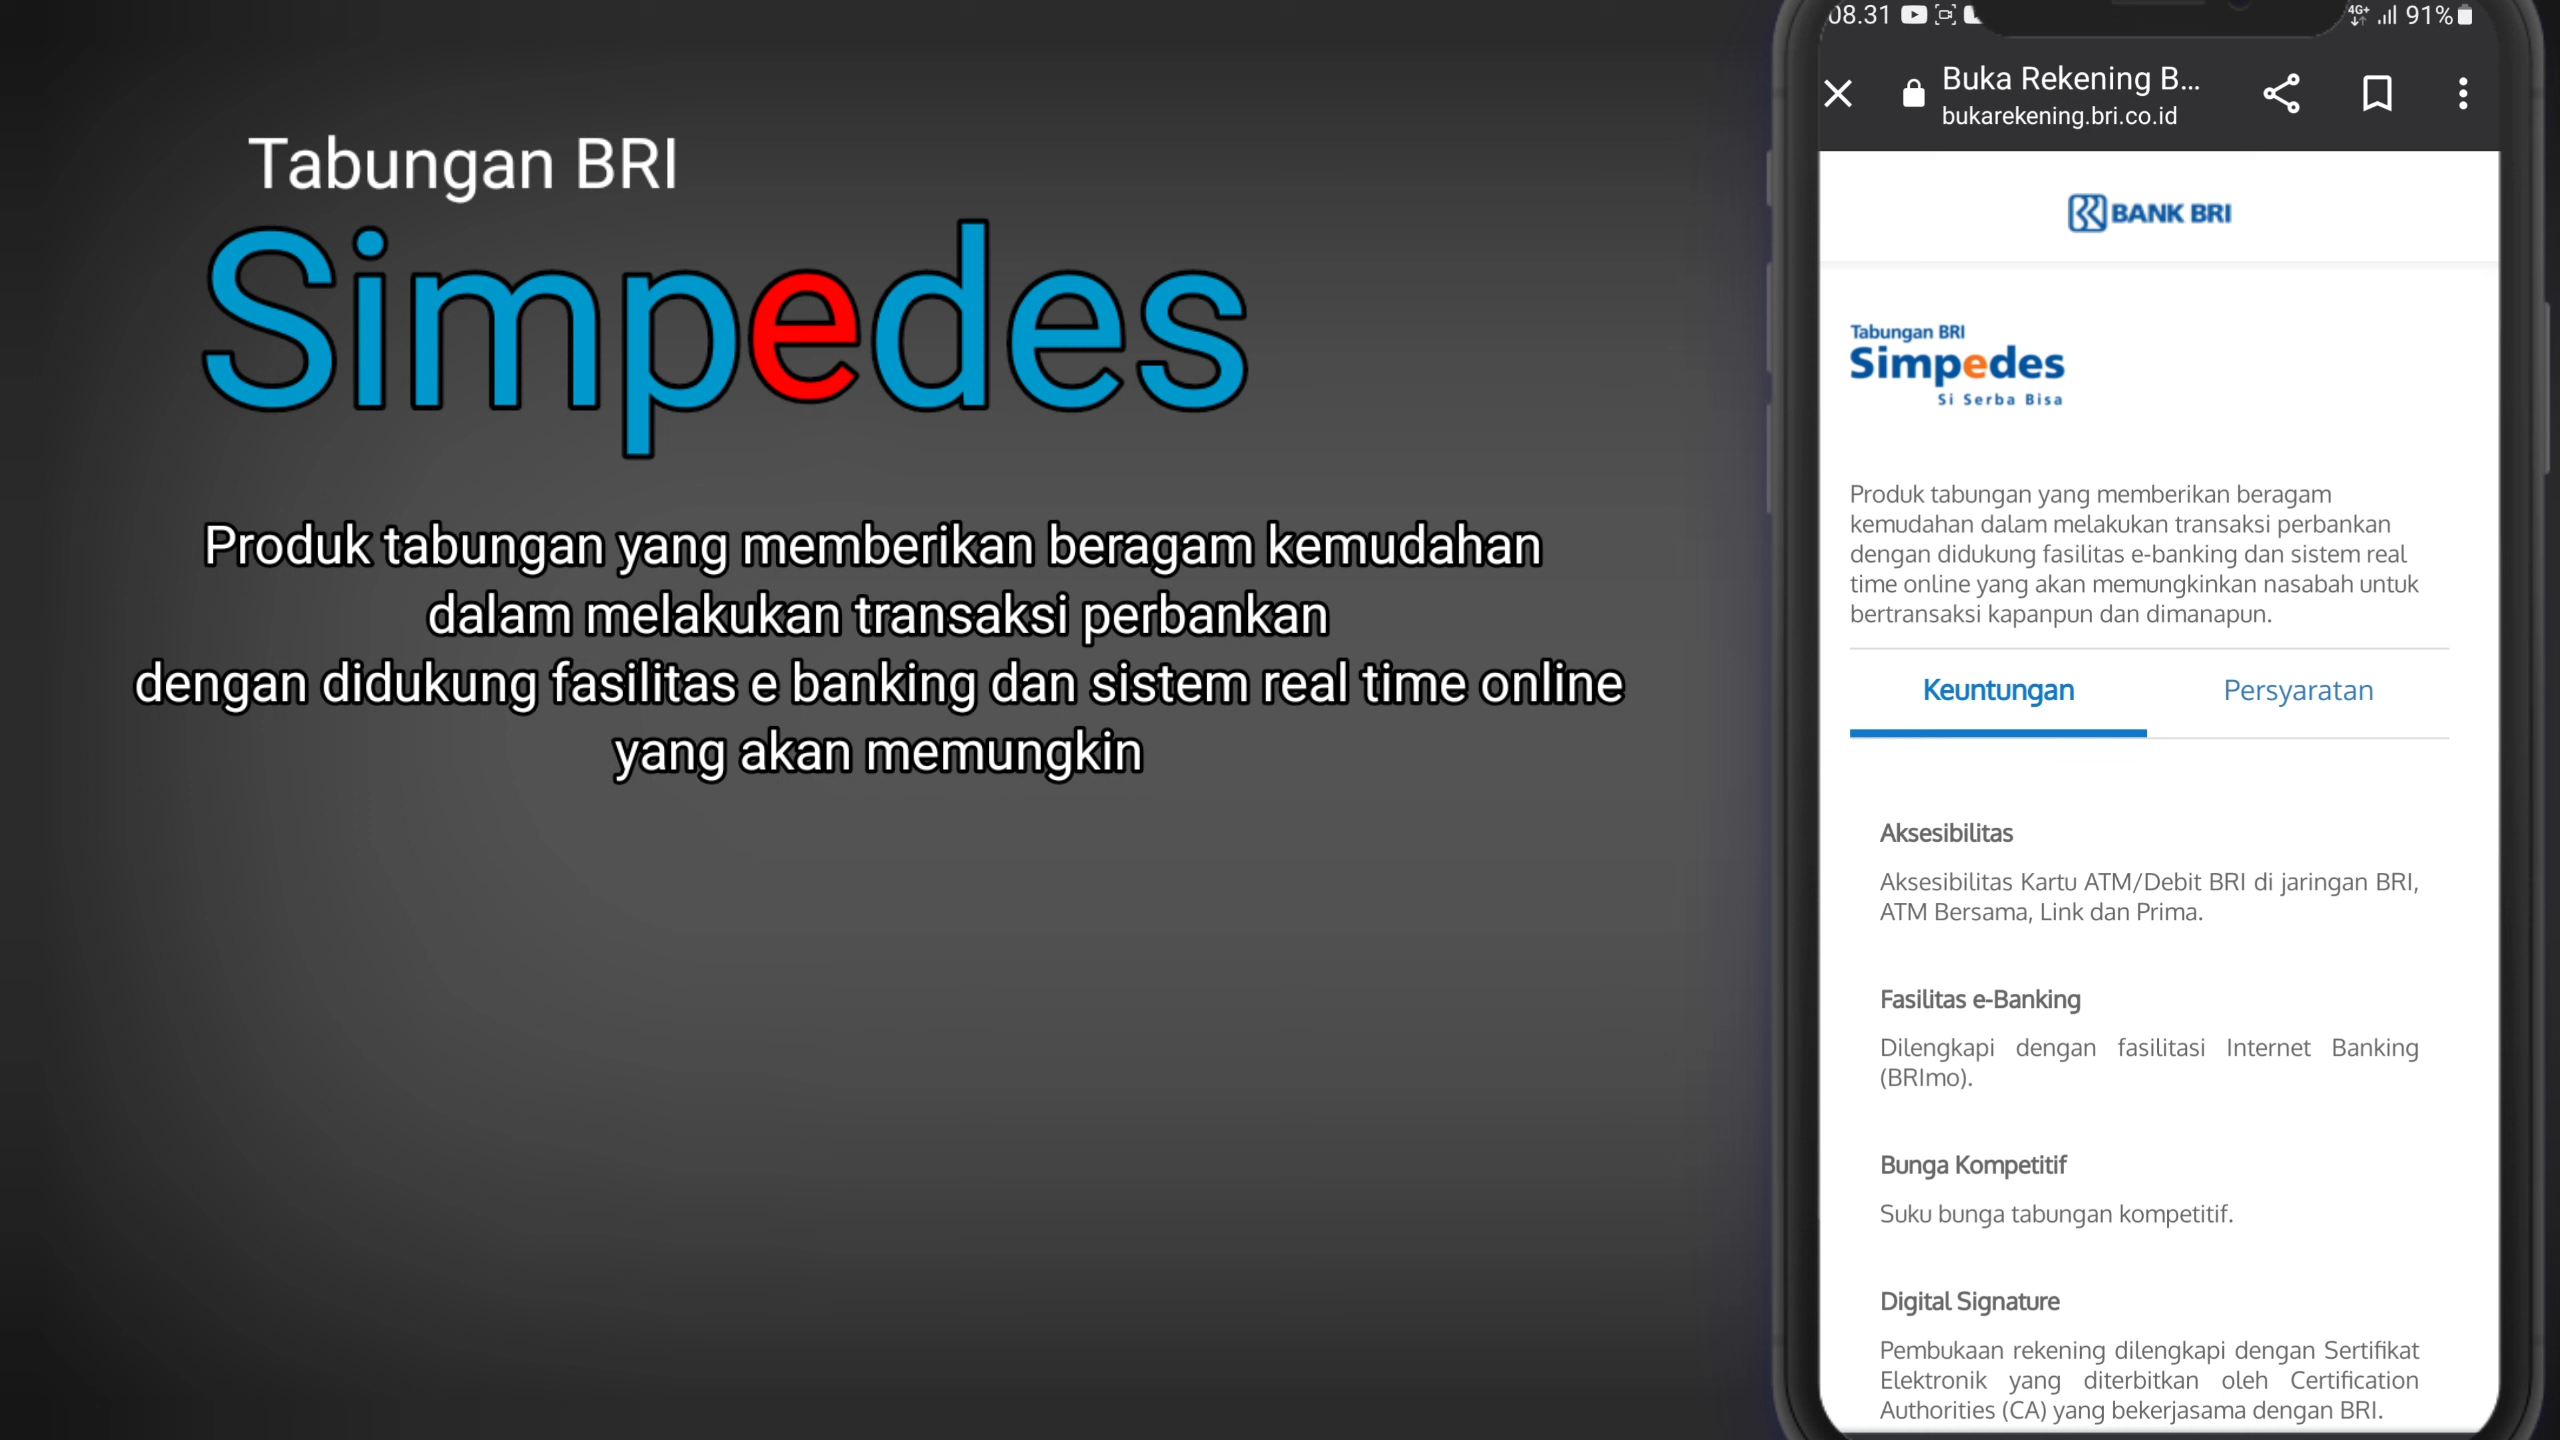 Tabungan BRI
Simpedes
Produk tabungan yang memberikan beragam kemudahan
dalam melakukan transaksi perbankan
dengan didukung fasilitas e banking dan sistem real time online
yang akan memungkin
08.31
4G+
91%
Buka Rekening B...
bukarekening.bri.co.id
BANK BRI
Tabungan BRI
Simpedes
Si Serba Bisa
Produk tabungan yang memberikan beragam
kemudahan dalam melakukan transaksi perbankan
dengan didukung fasilitas e-banking dan sistem real
time online yang akan memungkinkan nasabah untuk
bertransaksi kapanpun dan dimanapun.
Keuntungan Persyaratan
Aksesibilitas
Aksesibilitas Kartu ATM/Debit BRI di jaringan BRI,
ATM Bersama, Link dan Prima.
Fasilitas e-Banking
Dilengkapi dengan fasilitasi Internet Banking
(BRImo).
Bunga Kompetitif
Suku bunga tabungan kompetitif.
Digital Signature
Pembukaan rekening dilengkapi dengan Sertifikat
Elektronik yang diterbitkan oleh Certification
Authorities (CA) yang bekerjasama dengan BRI.